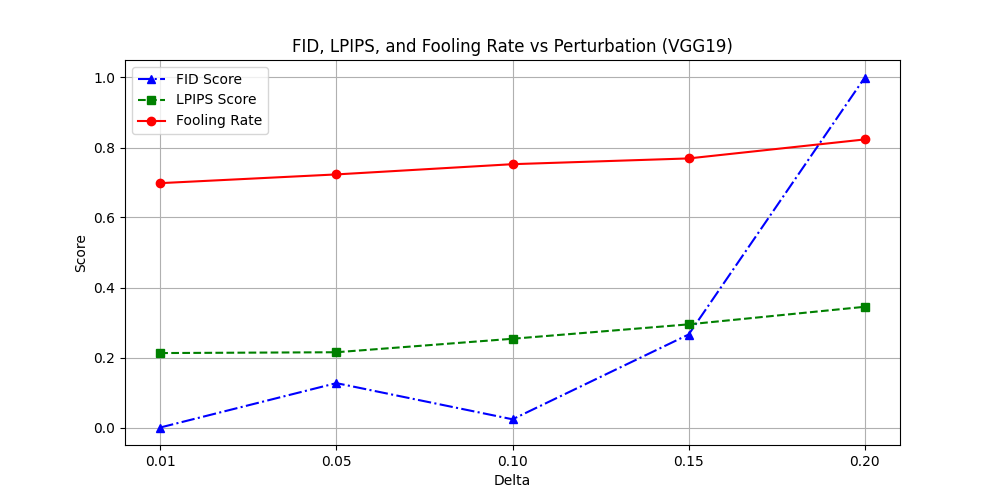 FID, LPIPS, and Fooling Rate vs Perturbation (VGG19)
FID Score
LPIPS Score
Fooling Rate
1.0
0.8
0.6
0.4
0.2
0.0
Score
0.01 0.05 0.10 0.15 0.20
Delta